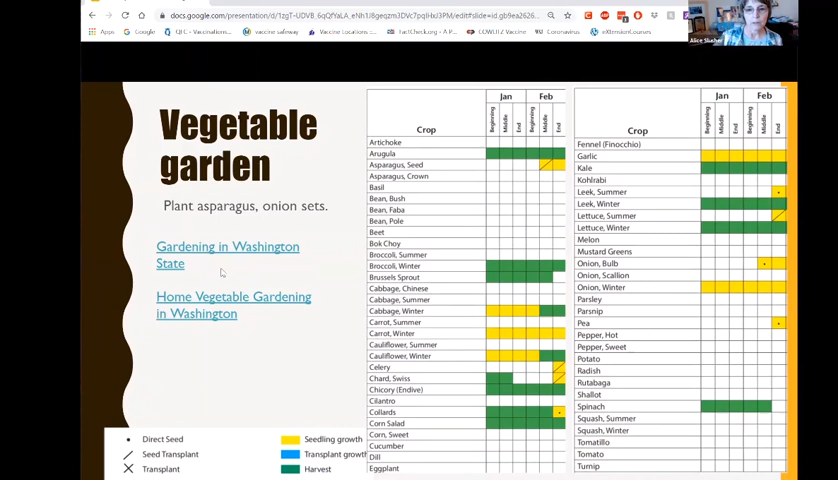 docs.google.com/presentation/d/1zgT-UDVB_
Apps
Google
QFC - Vaccinations...
vaccine safeway
Vaccine Locations :...
FactCheck.org - A P...
COWLITZ Vaccine
Coronavirus
eXtensionCourses
Alice Slusher
Vegetable
garden
Plant asparagus, onion sets.
Gardening in Washington
State
Home Vegetable Gardening
in Washington
Jan Feb
Crop Beginning Middle End Beginning Middle End
Artichoke
Arugula
Asparagus, Seed
Asparagus, Crown
Basil
Bean, Bush
Bean, Faba
Bean, Pole
Beet
Bok Choy
Broccoli, Summer
Broccoli, Winter
Brussels Sprout
Cabbage, Chinese
Cabbage, Summer
Cabbage, Winter
Carrot, Summer
Carrot, Winter
Cauliflower, Summer
Cauliflower, Winter
Celery
Chard, Swiss
Chicory (Endive)
Cilantro
Collards
Corn Salad
Corn, Sweet
Cucumber
Dill
Eggplant
Jan Feb
Crop Beginning Middle End Beginning Middle End
Fennel (Finocchio)
Garlic
Kale
Kohlrabi
Leek, Summer
Leek, Winter
Lettuce, Summer
Lettuce, Winter
Melon
Mustard Greens
Onion, Bulb
Onion, Scallion
Onion, Winter
Parsley
Parsnip
Pea
Pepper, Hot
Pepper, Sweet
Potato
Radish
Rutabaga
Shallot
Spinach
Squash, Summer
Squash, Winter
Tomatillo
Tomato
Turnip
Direct Seed
Seed Transplant
Transplant
Seedling growth
Transplant growth
Harvest